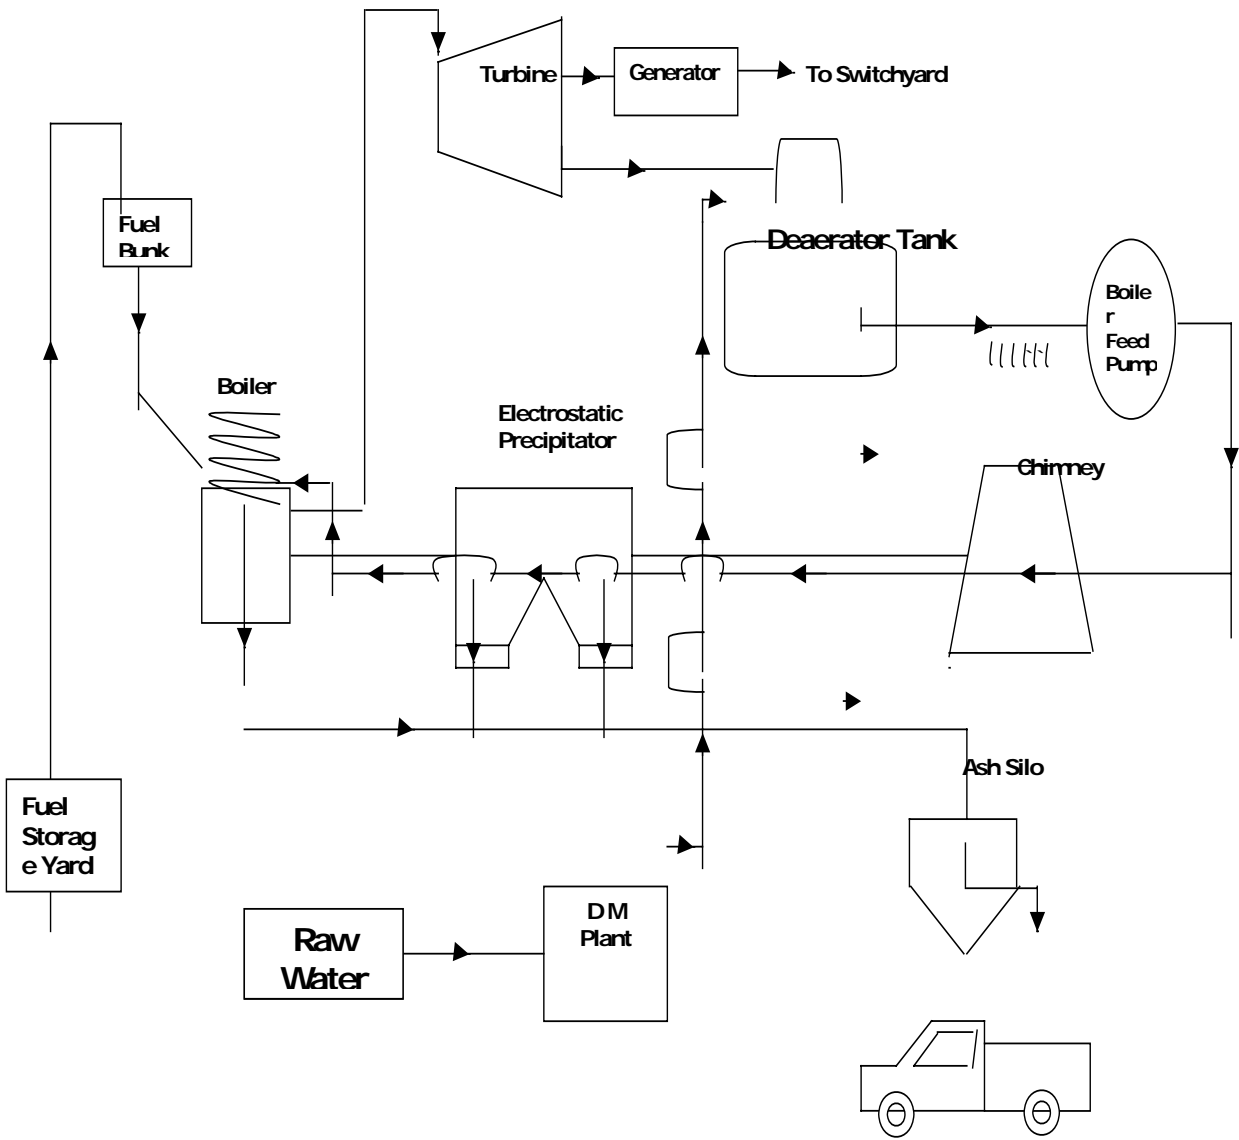 Turbine
Generator
To Switchyard
Fuel
Bunk
Deaerator Tank
Boile
r
Feed
Pump
Boiler
Electrostatic
Precipitator
Chimney
Ash Silo
Fuel
Storag
e Yard
Raw
Water
DM
Plant